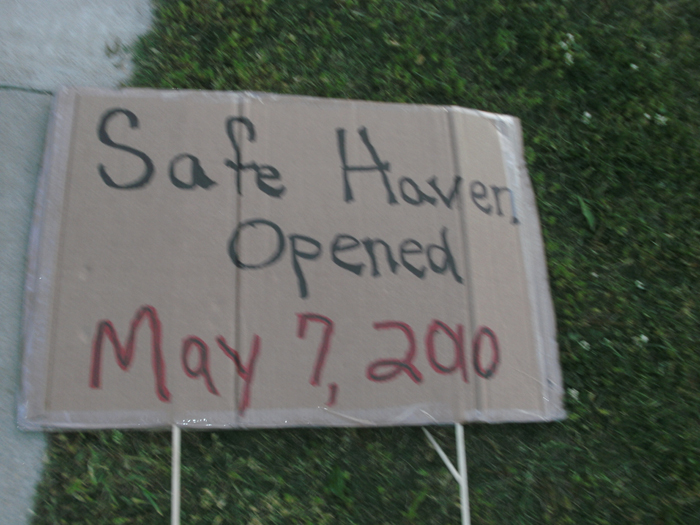 Safe Haven
Opened
May 7, 2010